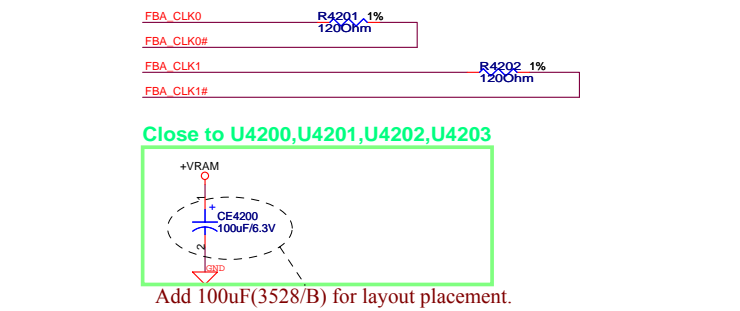 FBA_CLK0
R4201 1%
120Ohm
FBA_CLK0#
FBA_CLK1
R4202 1%
120Ohm
FBA_CLK1#
Close to U4200,U4201,U4202,U4203
+VRAM
1
+
CE4200
100uF/6.3V
2
GND
Add 100uF(3528/B) for layout placement.